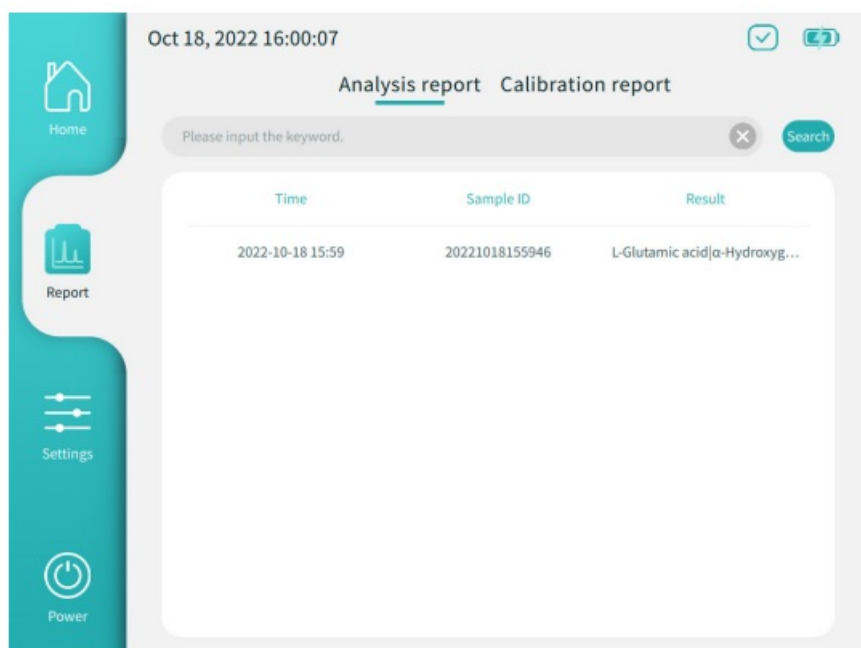 Oct 18, 2022 16:00:07
Home
Analysis report Calibration report
Please input the keyword.
Search
Time Sample ID Result
2022-10-18 15:59 20221018155946 L-Glutamic acid|α-Hydroxyg...
Report
Settings
Power